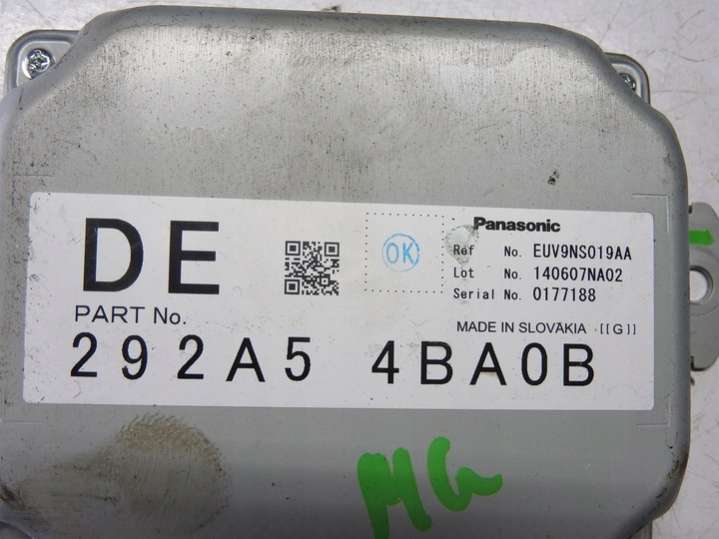 DE
OK
Panasonic
Ref No. EUV9NS019AA
Lot No. 140607NA02
Serial No. 0177188
PART No.
MADE IN SLOVAKIA [[G]]
292A5 4BA0B
MG